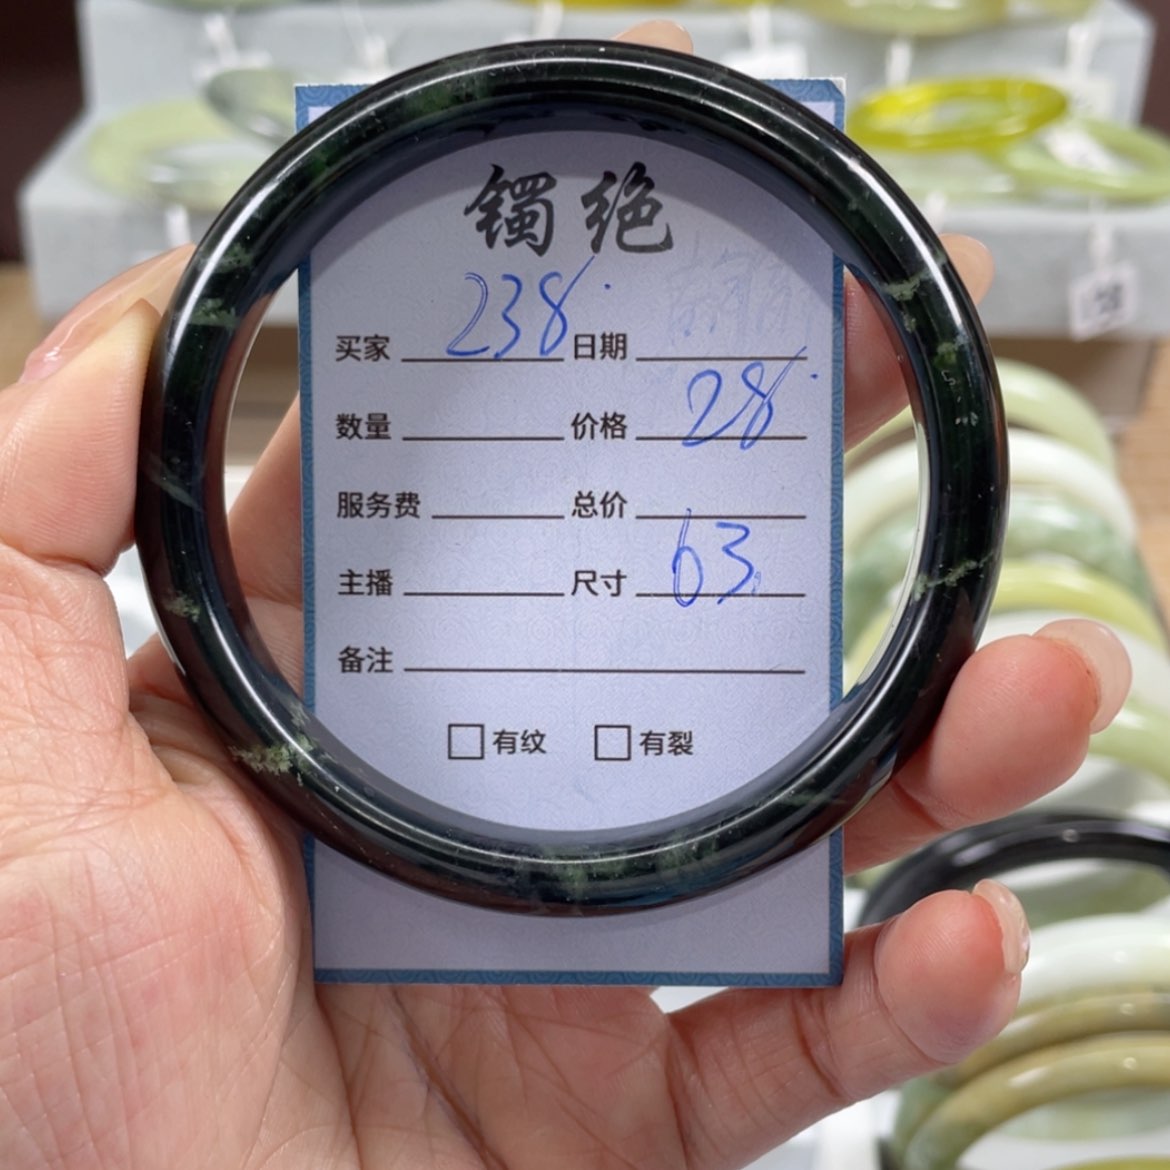 镯绝
买家 238. 日期
数量 价格 28.
服务费 总价
主播 尺寸 63.
备注
有纹 有裂